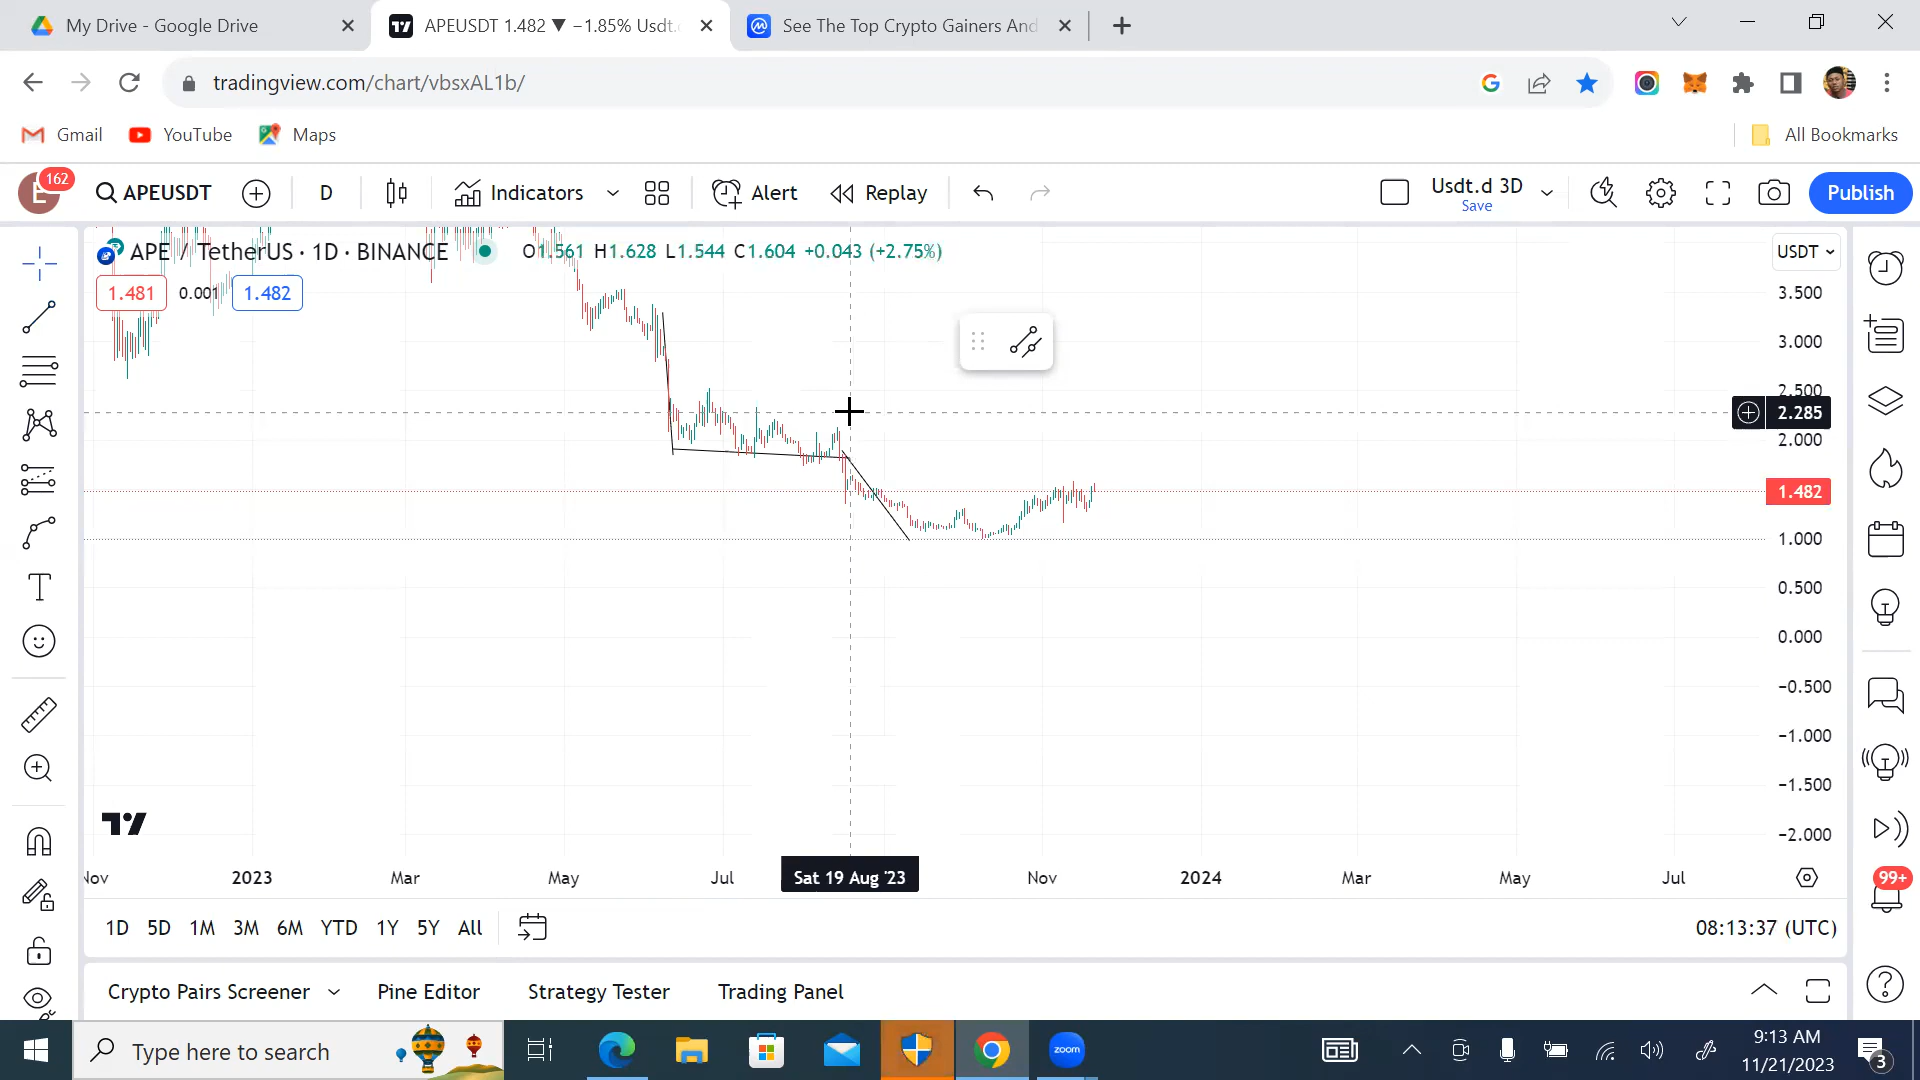 My Drive - Google Drive
APEUSDT 1.482 ▼ −1.85% Usdt.
See The Top Crypto Gainers And
tradingview.com/chart/vbsxAL1b/
Gmail
YouTube
Maps
All Bookmarks
E
162
APEUSDT
D
Indicators
Alert
Replay
Usdt.d 3D
Save
Publish
APE / TetherUS · 1D · BINANCE
O1.561 H1.628 L1.544 C1.604 +0.043 (+2.75%)
USDT
1.481
0.001
1.482
3.500
3.000
2.500
2.285
2.000
1.482
1.000
0.500
0.000
−0.500
−1.000
−1.500
−2.000
Nov
2023
Mar
May
Jul
Sat 19 Aug '23
Nov
2024
Mar
May
Jul
99+
1D 5D 1M 3M 6M YTD 1Y 5Y All
08:13:37 (UTC)
Crypto Pairs Screener
Pine Editor
Strategy Tester
Trading Panel
Type here to search
zoom
9:13 AM
11/21/2023
3